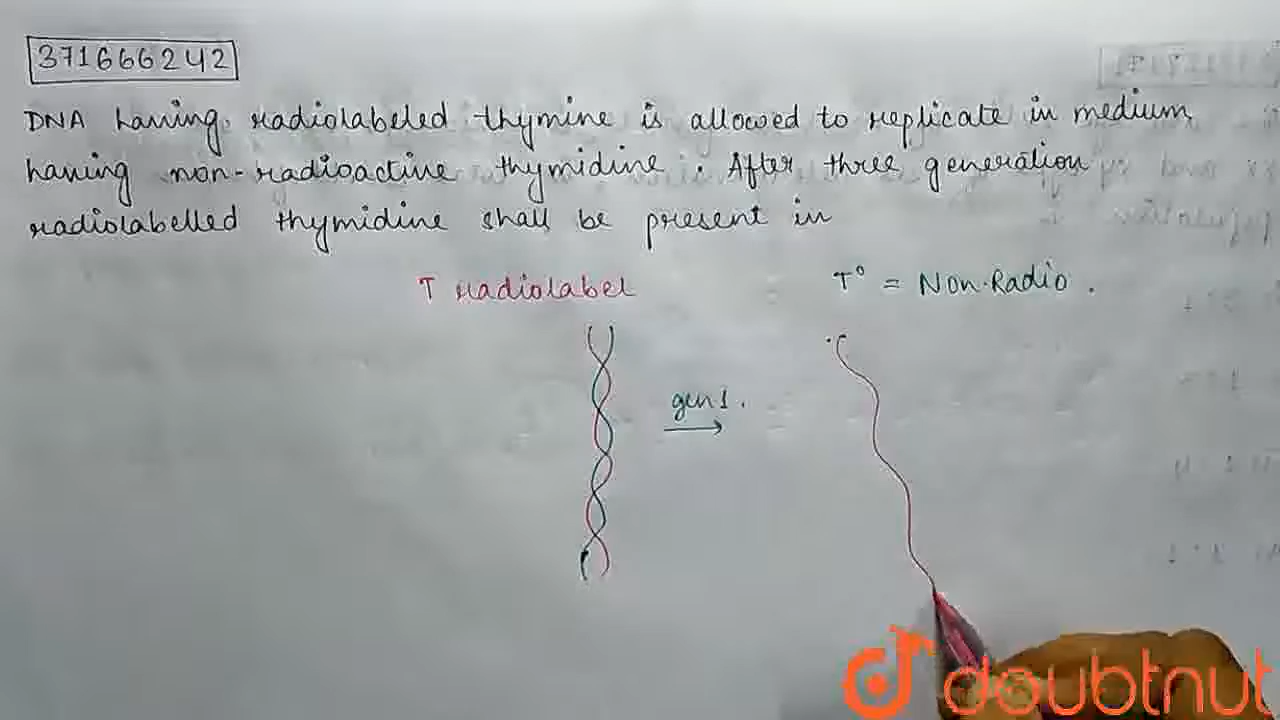 371666242
DNA having radiolabeled thymine is allowed to replicate in medium
having non-radioactive thymidine. After three generation
radiolabelled thymidine shall be present in
T radiolabel
T° = Non-Radio.
gen 1.
doubtnut